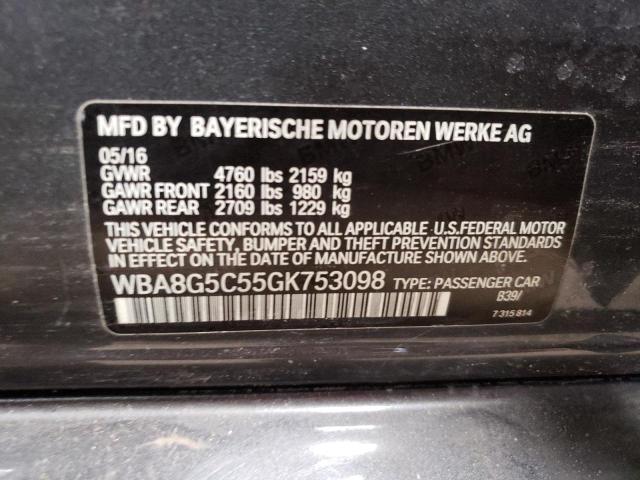 MFD BY BAYERISCHE MOTOREN WERKE AG
05/16
GVWR 4760 lbs 2159 kg
GAWR FRONT 2160 lbs 980 kg
GAWR REAR 2709 lbs 1229 kg
THIS VEHICLE CONFORMS TO ALL APPLICABLE U.S.FEDERAL MOTOR
VEHICLE SAFETY, BUMPER AND THEFT PREVENTION STANDARDS
IN EFFECT ON THE DATE OF MANUFACTURE SHOWN ABOVE.
WBA8G5C55GK753098 TYPE: PASSENGER CAR
B39/
7 315 814